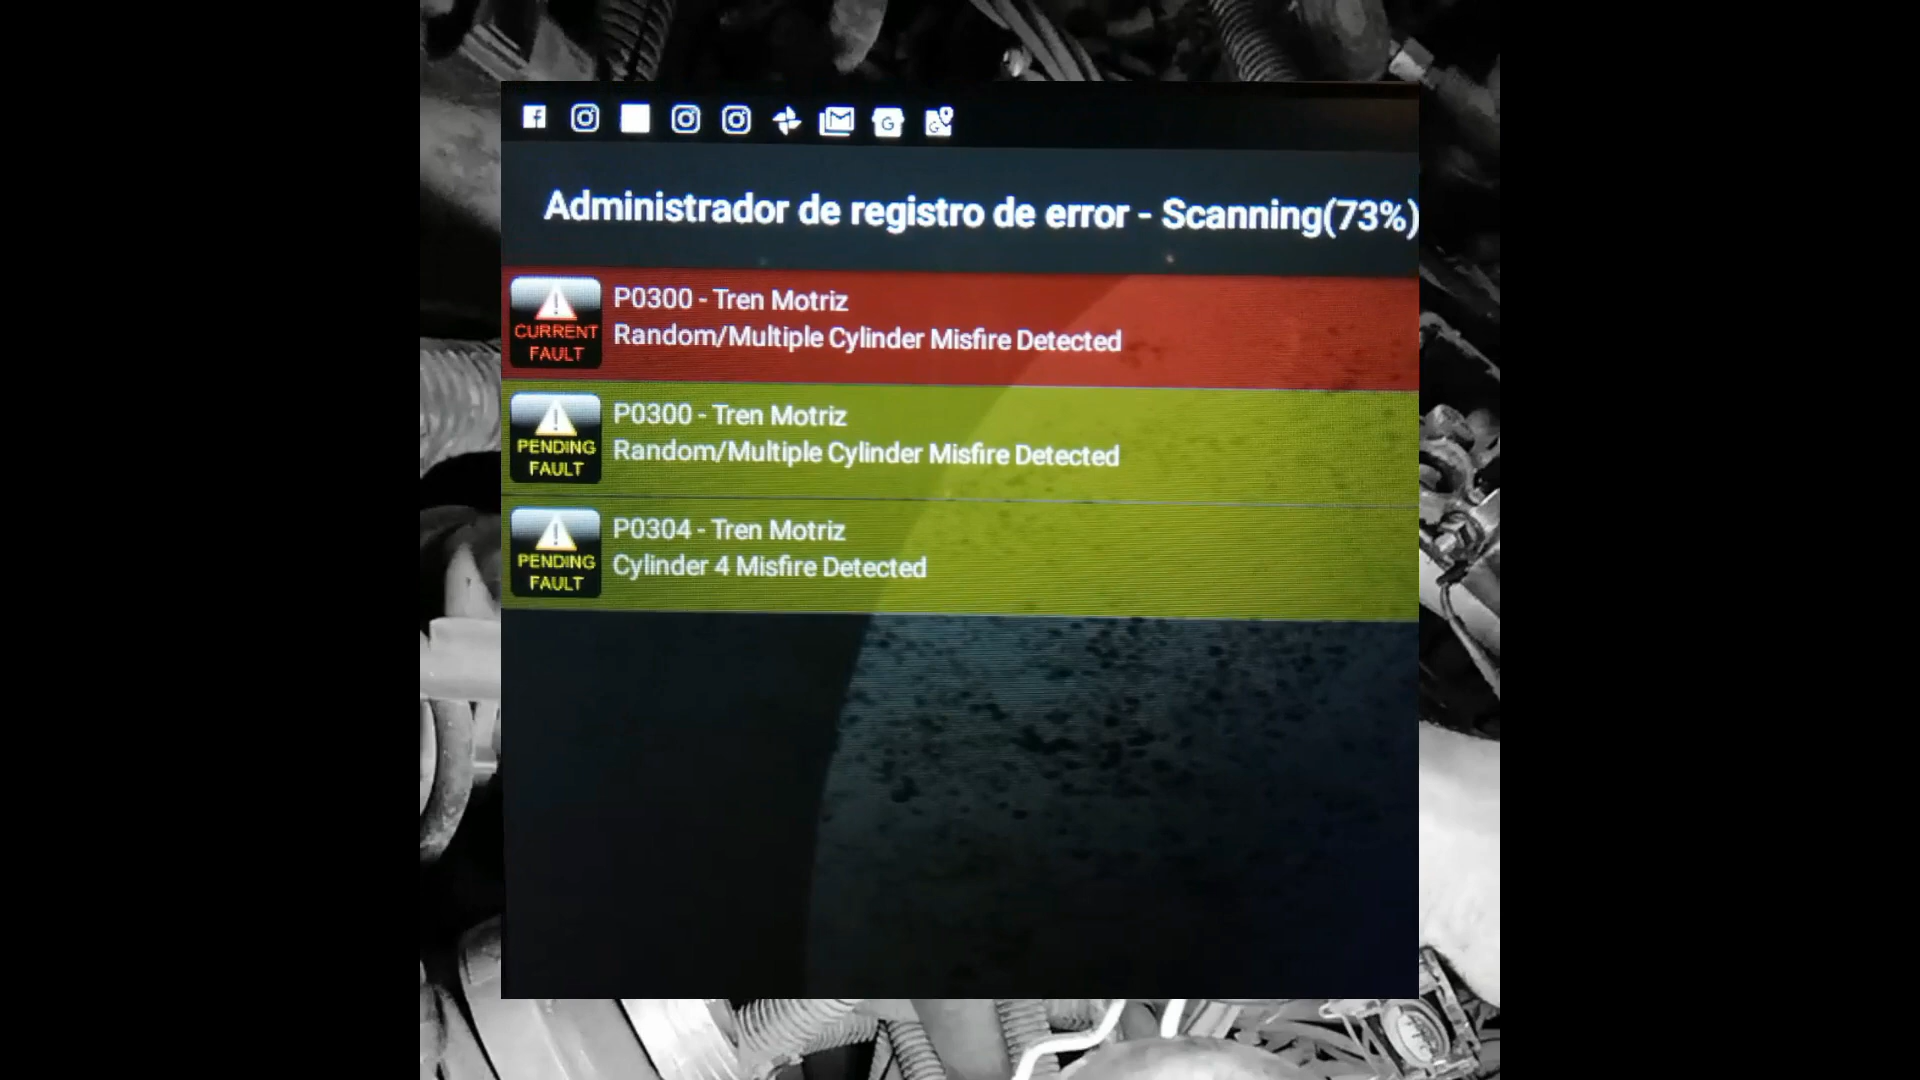 Administrador de registro de error - Scanning(73%)
CURRENT
FAULT
P0300 - Tren Motriz
Random/Multiple Cylinder Misfire Detected
PENDING
FAULT
P0300 - Tren Motriz
Random/Multiple Cylinder Misfire Detected
PENDING
FAULT
P0304 - Tren Motriz
Cylinder 4 Misfire Detected